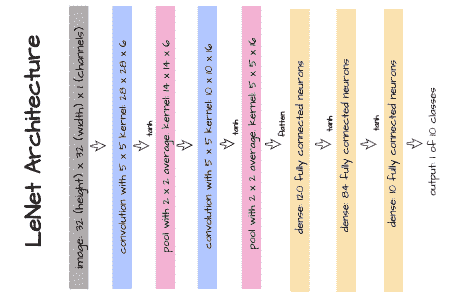 LeNet Architecture
image: 32 (height) x 32 (width) x 1 (channels)
convolution with 5 x 5 kernel: 28 x 28 x 6
tanh
pool with 2 x 2 average kernel: 14 x 14 x 6
convolution with 5 x 5 kernel: 10 x 10 x 16
tanh
pool with 2 x 2 average kernel: 5 x 5 x 16
flatten
dense: 120 fully connected neurons
tanh
dense: 84 fully connected neurons
tanh
dense: 10 fully connected neurons
output: 1 of 10 classes